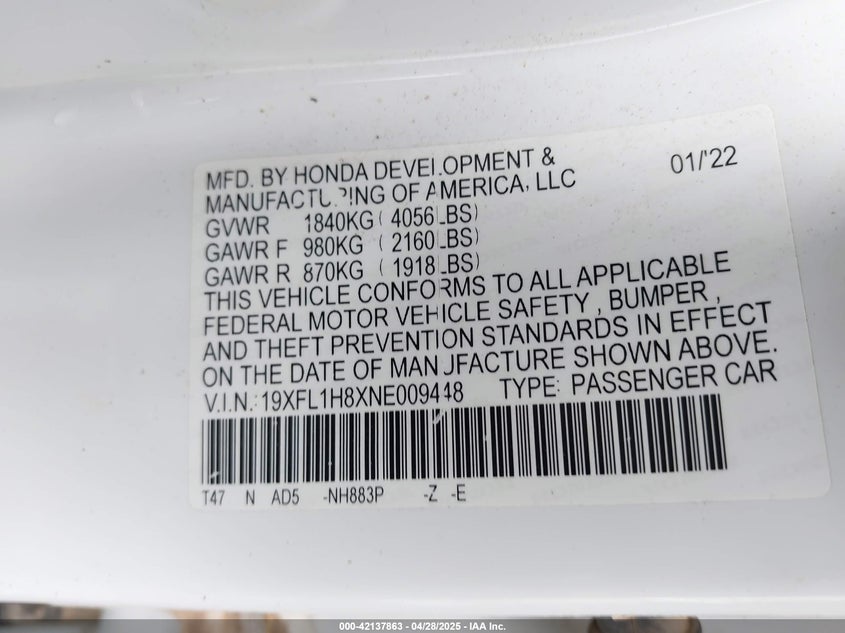 MFD. BY HONDA DEVELOPMENT & 01/'22
MANUFACTURING OF AMERICA, LLC
GVWR 1840KG ( 4056LBS)
GAWR F 980KG ( 2160LBS)
GAWR R 870KG ( 1918LBS)
THIS VEHICLE CONFORMS TO ALL APPLICABLE
FEDERAL MOTOR VEHICLE SAFETY , BUMPER ,
AND THEFT PREVENTION STANDARDS IN EFFECT
ON THE DATE OF MANUFACTURE SHOWN ABOVE.
V.I.N.:19XFL1H8XNE009448 TYPE: PASSENGER CAR
T47 N AD5 -NH883P -Z -E
000-42137863 | 04/28/2025 - IAA Inc.